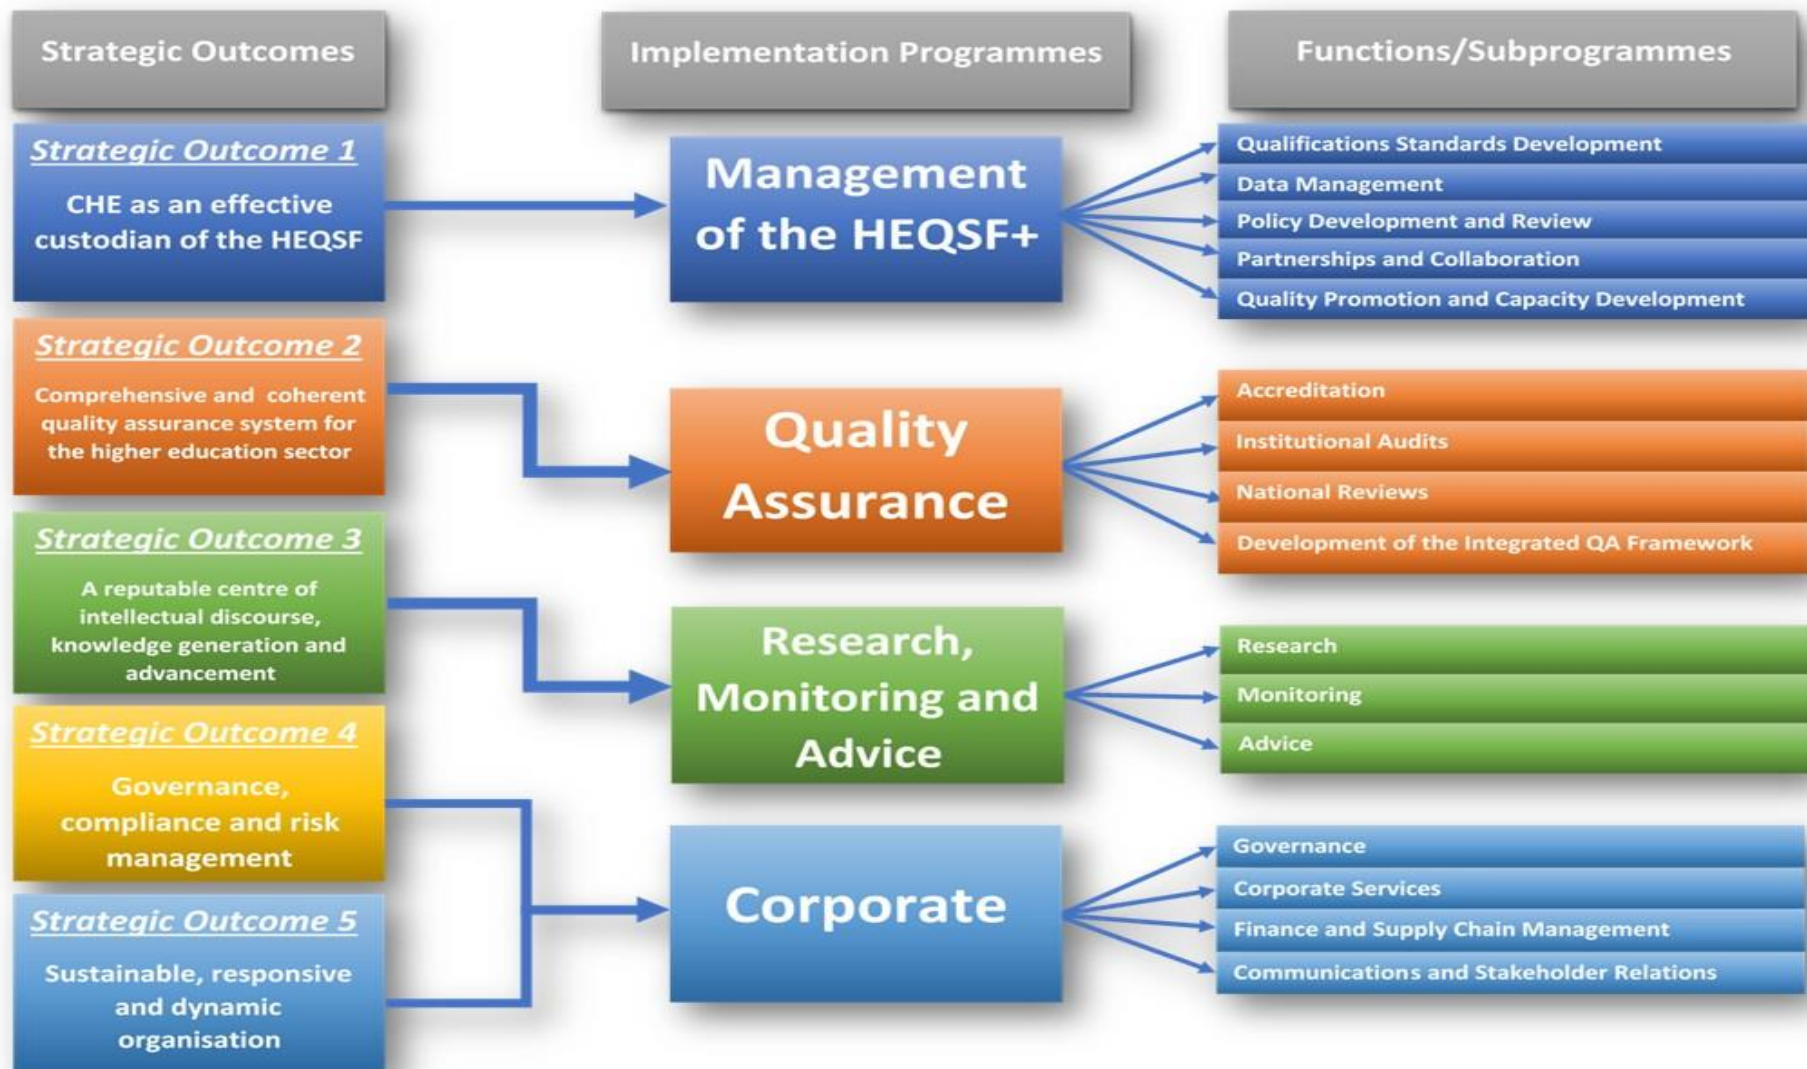 Strategic Outcomes
Implementation Programmes
Functions/Subprogrammes
Strategic Outcome 1
CHE as an effective
custodian of the HEQSF
Management
of the HEQSF+
Qualifications Standards Development
Data Management
Policy Development and Review
Partnerships and Collaboration
Quality Promotion and Capacity Development
Strategic Outcome 2
Comprehensive and coherent
quality assurance system for
the higher education sector
Quality
Assurance
Accreditation
Institutional Audits
National Reviews
Development of the Integrated QA Framework
Strategic Outcome 3
A reputable centre of
intellectual discourse,
knowledge generation and
advancement
Research,
Monitoring and
Advice
Research
Monitoring
Advice
Strategic Outcome 4
Governance,
compliance and risk
management
Strategic Outcome 5
Sustainable, responsive
and dynamic
organisation
Corporate
Governance
Corporate Services
Finance and Supply Chain Management
Communications and Stakeholder Relations